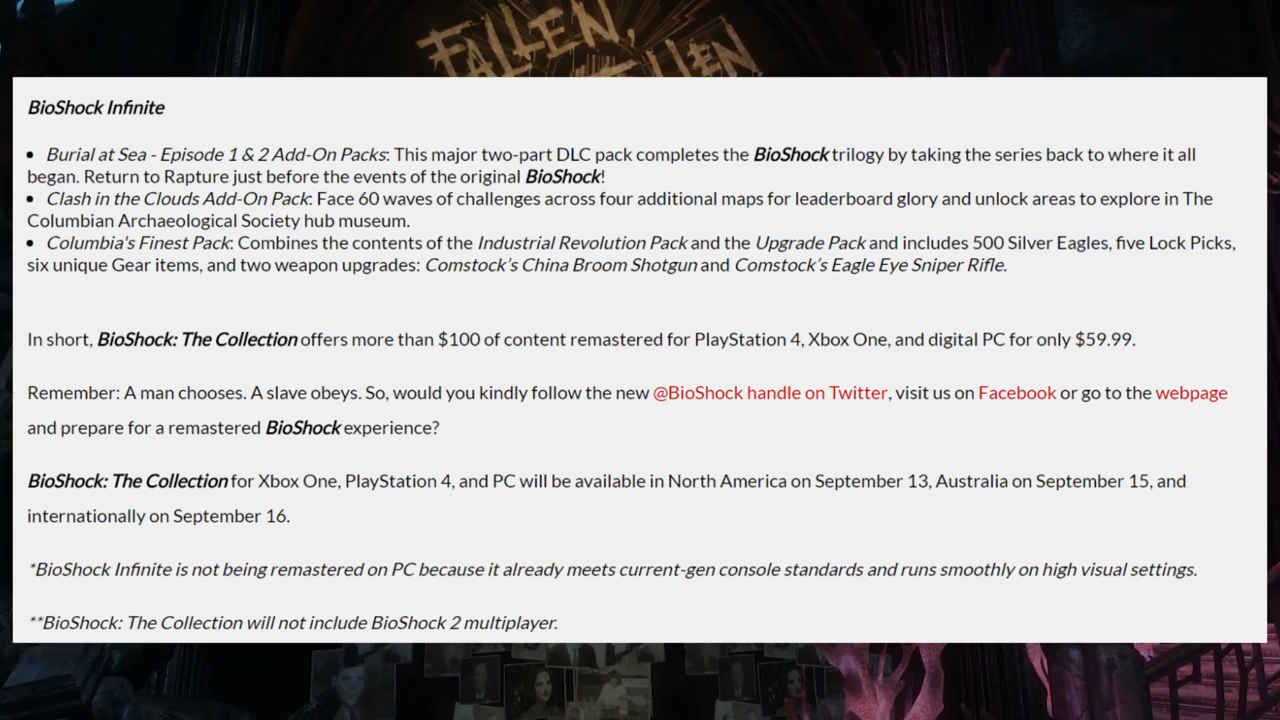 FALLEN,
FALLEN
BioShock Infinite
• Burial at Sea - Episode 1 & 2 Add-On Packs: This major two-part DLC pack completes the BioShock trilogy by taking the series back to where it all
began. Return to Rapture just before the events of the original BioShock!
• Clash in the Clouds Add-On Pack: Face 60 waves of challenges across four additional maps for leaderboard glory and unlock areas to explore in The
Columbian Archaeological Society hub museum.
• Columbia's Finest Pack: Combines the contents of the Industrial Revolution Pack and the Upgrade Pack and includes 500 Silver Eagles, five Lock Picks,
six unique Gear items, and two weapon upgrades: Comstock’s China Broom Shotgun and Comstock’s Eagle Eye Sniper Rifle.
In short, BioShock: The Collection offers more than $100 of content remastered for PlayStation 4, Xbox One, and digital PC for only $59.99.
Remember: A man chooses. A slave obeys. So, would you kindly follow the new @BioShock handle on Twitter, visit us on Facebook or go to the webpage
and prepare for a remastered BioShock experience?
BioShock: The Collection for Xbox One, PlayStation 4, and PC will be available in North America on September 13, Australia on September 15, and
internationally on September 16.
*BioShock Infinite is not being remastered on PC because it already meets current-gen console standards and runs smoothly on high visual settings.
**BioShock: The Collection will not include BioShock 2 multiplayer.